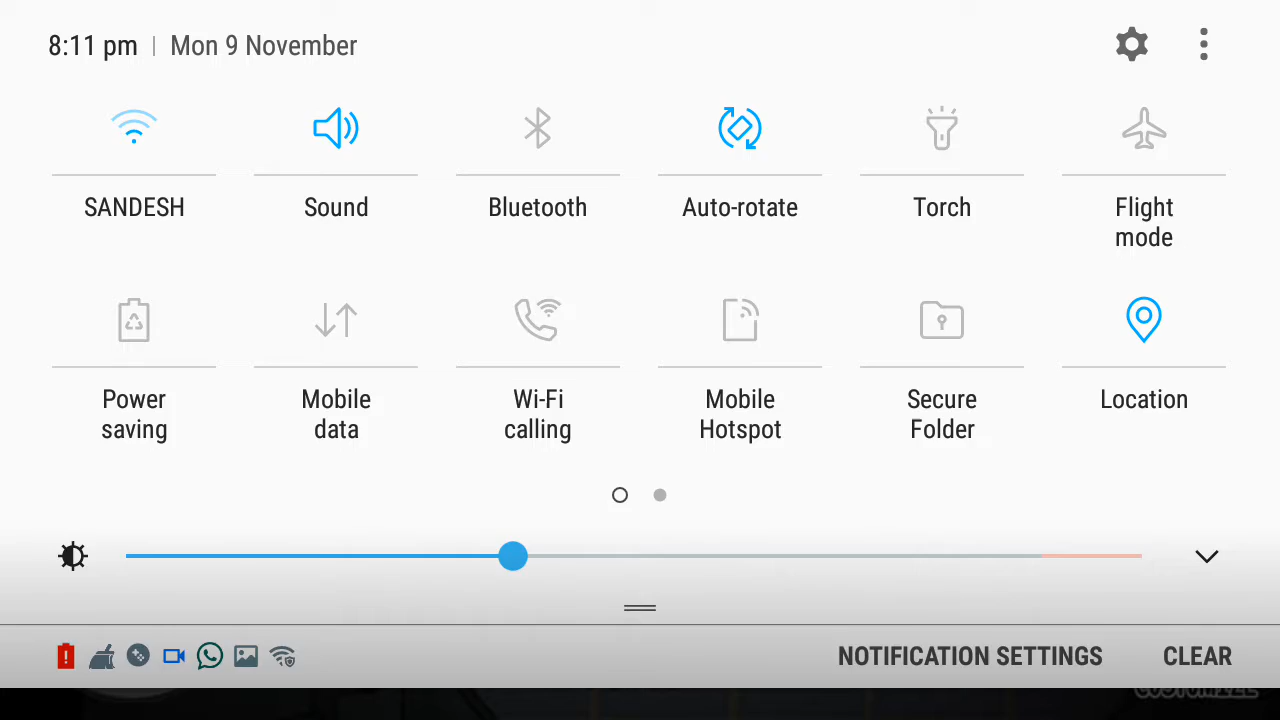 8:11 pm | Mon 9 November
SANDESH
Sound
Bluetooth
Auto-rotate
Torch
Flight
mode
Power
saving
Mobile
data
Wi-Fi
calling
Mobile
Hotspot
Secure
Folder
Location
NOTIFICATION SETTINGS
CLEAR
CUSTOMIZE